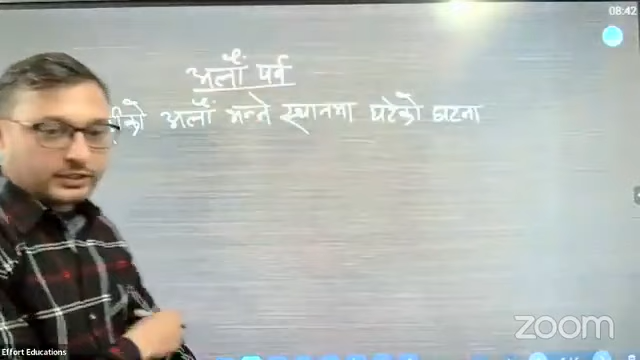 08:42
अलौं पर्व
को अलौं भन्ने स्थानमा घटेको घटना
zoom
Effort Educations